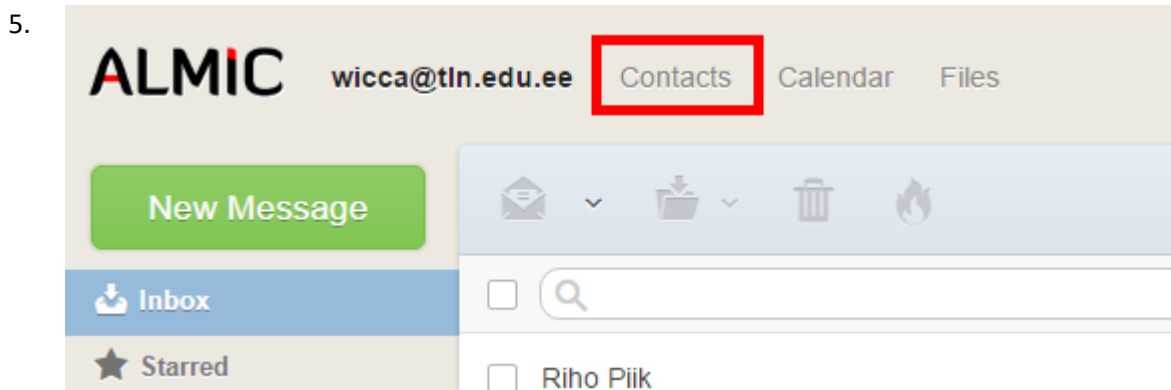 5.
ALMiC wicca@tln.edu.ee Contacts Calendar Files
New Message
Inbox
Starred
Riho Piik